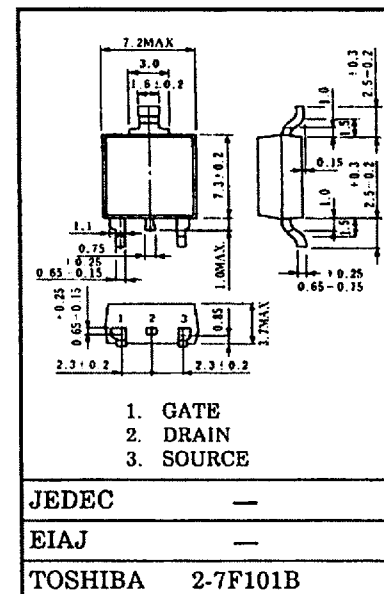 7.2MAX
3.0
1.6±0.2
7.3±0.2
1.1
0.75
+0.25
0.65-0.15
1.0MAX.
+0.3
2.5-0.2
1.0
1.5
0.15
+0.3
2.5-0.2
1.0
1.5
+0.25
+0.25
0.65-0.15
1 2 3
0.85
3.7MAX
2.3±0.2 2.3±0.2
1. GATE
2. DRAIN
3. SOURCE
JEDEC —
EIAJ —
TOSHIBA 2-7F101B